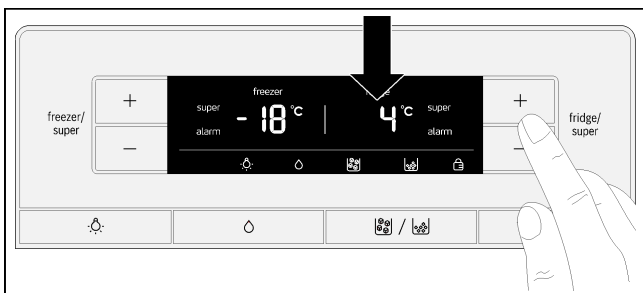 freezer
super
- 18 °C
alarm
4 °C
super
alarm
freezer/
super
+
−
+
−
fridge/
super
/